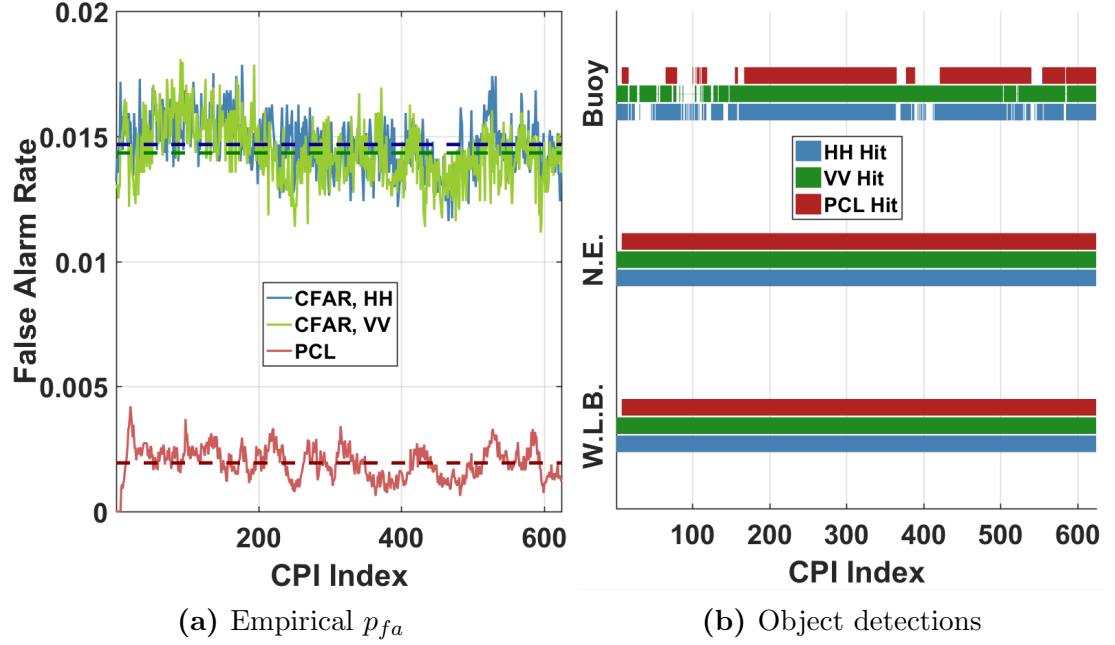 0.02
0.015
0.01
0.005
0
False Alarm Rate
CFAR, HH
CFAR, VV
PCL
200
400
600
CPI Index
(a) Empirical p_{fa}
Buoy
N.E.
W.L.B.
HH Hit
VV Hit
PCL Hit
100
200
300
400
500
600
CPI Index
(b) Object detections